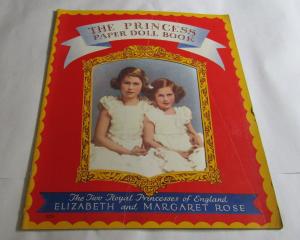 THE PRINCESS
PAPER DOLL BOOK
The Two Royal Princesses of England
ELIZABETH and MARGARET ROSE